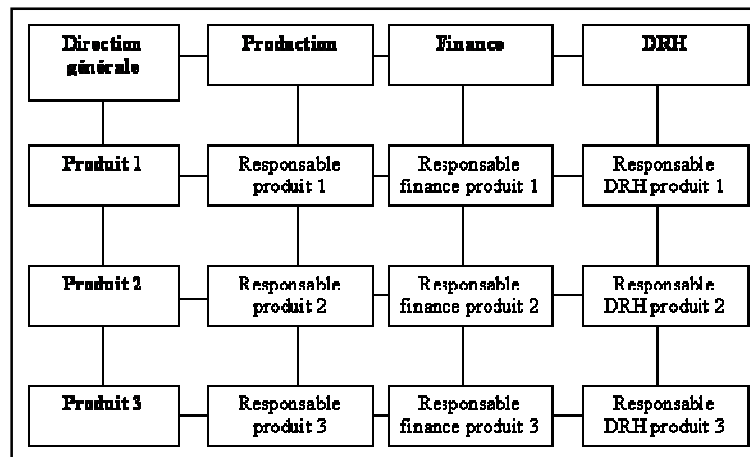 Direction
générale
Production
Finance
DRH
Produit 1
Responsable
produit 1
Responsable
finance produit 1
Responsable
DRH produit 1
Produit 2
Responsable
produit 2
Responsable
finance produit 2
Responsable
DRH produit 2
Produit 3
Responsable
produit 3
Responsable
finance produit 3
Responsable
DRH produit 3